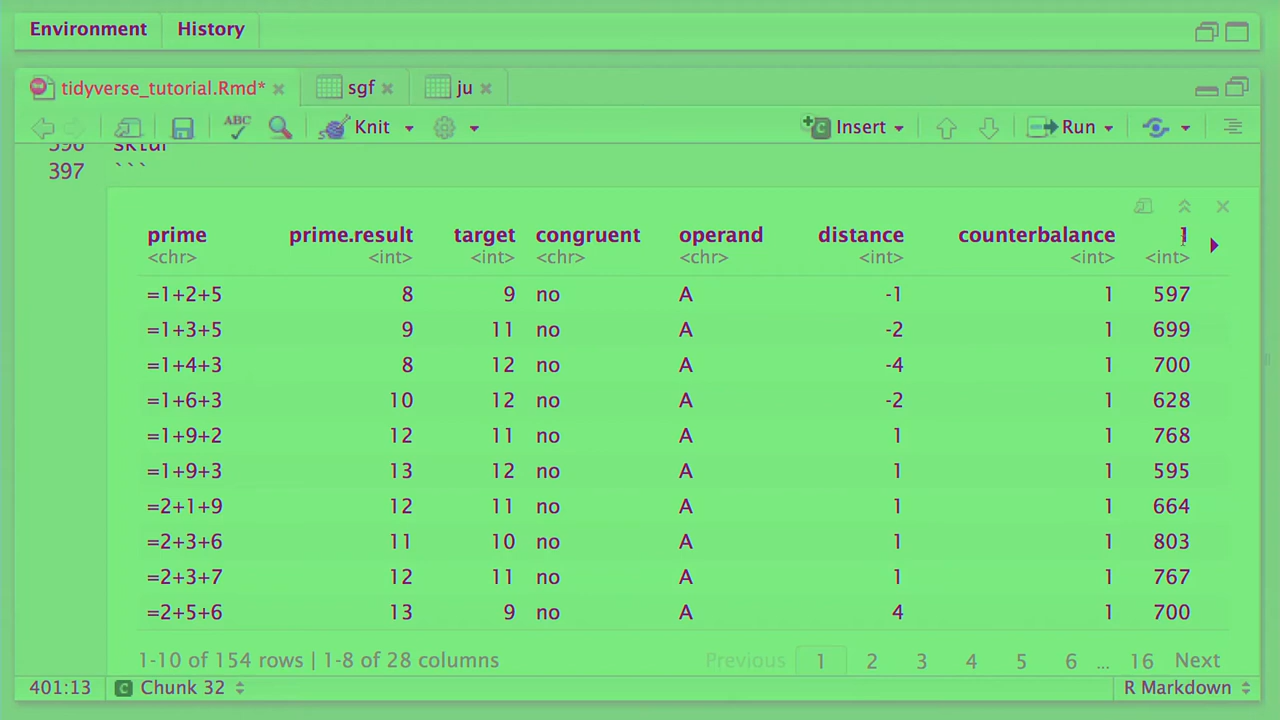 Environment History
tidyverse_tutorial.Rmd* sgf ju
ABC Knit Insert Run
396 sklar
397 ```
prime prime.result target congruent operand distance counterbalance 1
<chr> <int> <int> <chr> <chr> <int> <int> <int>
=1+2+5 8 9 no A -1 1 597
=1+3+5 9 11 no A -2 1 699
=1+4+3 8 12 no A -4 1 700
=1+6+3 10 12 no A -2 1 628
=1+9+2 12 11 no A 1 1 768
=1+9+3 13 12 no A 1 1 595
=2+1+9 12 11 no A 1 1 664
=2+3+6 11 10 no A 1 1 803
=2+3+7 12 11 no A 1 1 767
=2+5+6 13 9 no A 4 1 700
1-10 of 154 rows | 1-8 of 28 columns Previous 1 2 3 4 5 6 ... 16 Next
401:13 C Chunk 32 R Markdown